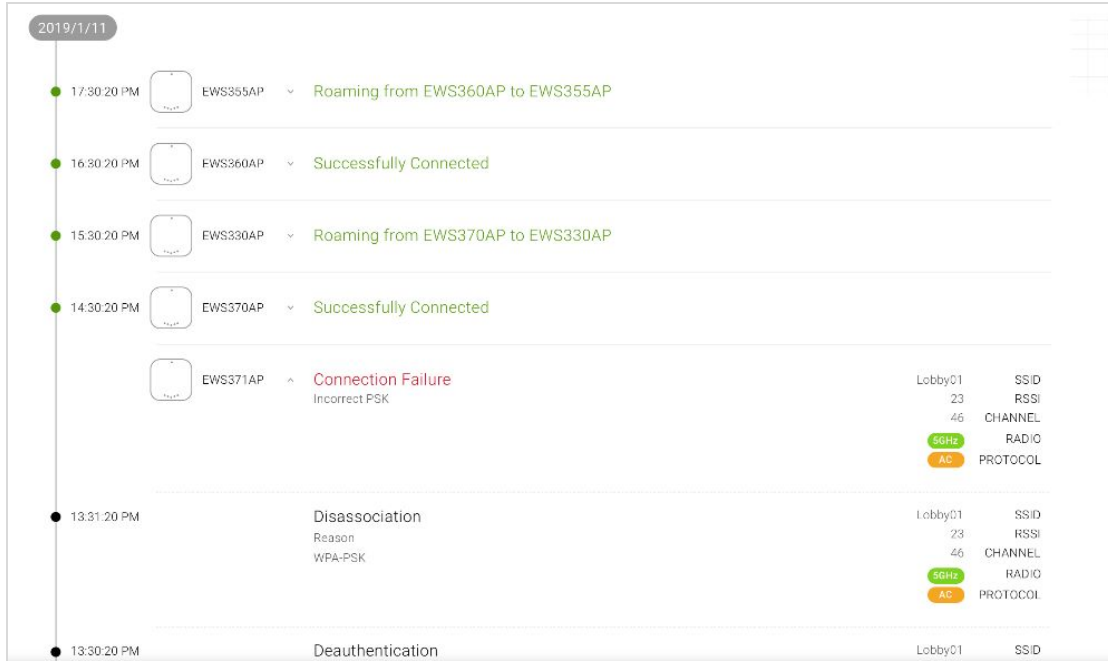 2019/1/11
17:30:20 PM EWS355AP Roaming from EWS360AP to EWS355AP
16:30:20 PM EWS360AP Successfully Connected
15:30:20 PM EWS330AP Roaming from EWS370AP to EWS330AP
14:30:20 PM EWS370AP Successfully Connected
EWS371AP Connection Failure Lobby01 SSID
Incorrect PSK 23 RSSI
46 CHANNEL
5GHz RADIO
AC PROTOCOL
13:31:20 PM Disassociation Lobby01 SSID
Reason 23 RSSI
WPA-PSK 46 CHANNEL
5GHz RADIO
AC PROTOCOL
13:30:20 PM Deauthentication Lobby01 SSID